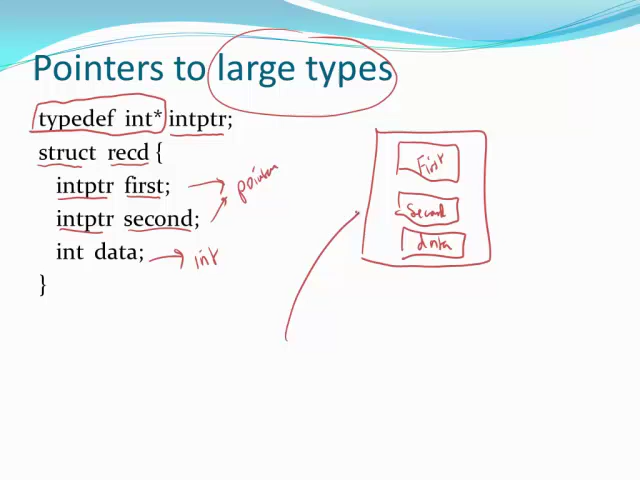 Pointers to large types
typedef int* intptr;
struct recd {
intptr first;
intptr second;
int data;
}
pointer
int
First
Second
data